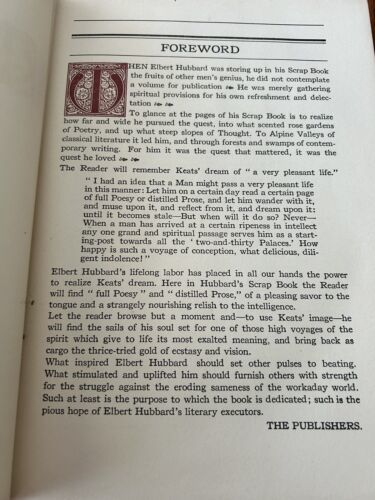 FOREWORD
WHEN Elbert Hubbard was storing up in his Scrap Book
the fruits of other men's genius, he did not contemplate
a volume for publication He was merely gathering
spiritual provisions for his own refreshment and delec-
tation
To glance at the pages of his Scrap Book is to realize
how far and wide he pursued the quest, into what scented rose gardens
of Poetry, and up what steep slopes of Thought. To Alpine Valleys of
classical literature it led him, and through forests and swamps of contem-
porary writing. For him it was the quest that mattered, it was the
quest he loved
The Reader will remember Keats' dream of " a very pleasant life."
" I had an idea that a Man might pass a very pleasant life
in this manner: Let him on a certain day read a certain page
of full Poesy or distilled Prose, and let him wander with it,
and muse upon it, and reflect from it, and dream upon it:
until it becomes stale—But when will it do so? Never—
When a man has arrived at a certain ripeness in intellect
any one grand and spiritual passage serves him as a start-
ing-post towards all the 'two-and-thirty Palaces.' How
happy is such a voyage of conception, what delicious, dili-
gent indolence! "
Elbert Hubbard's lifelong labor has placed in all our hands the power
to realize Keats' dream. Here in Hubbard's Scrap Book the Reader
will find " full Poesy " and " distilled Prose," of a pleasing savor to the
tongue and a strangely nourishing relish to the intelligence.
Let the reader browse but a moment and—to use Keats' image—he
will find the sails of his soul set for one of those high voyages of the
spirit which give to life its most exalted meaning, and bring back as
cargo the thrice-tried gold of ecstasy and vision.
What inspired Elbert Hubbard should set other pulses to beating.
What stimulated and uplifted him should furnish others with strength
for the struggle against the eroding sameness of the workaday world.
Such at least is the purpose to which the book is dedicated; such is the
pious hope of Elbert Hubbard's literary executors.
THE PUBLISHERS.